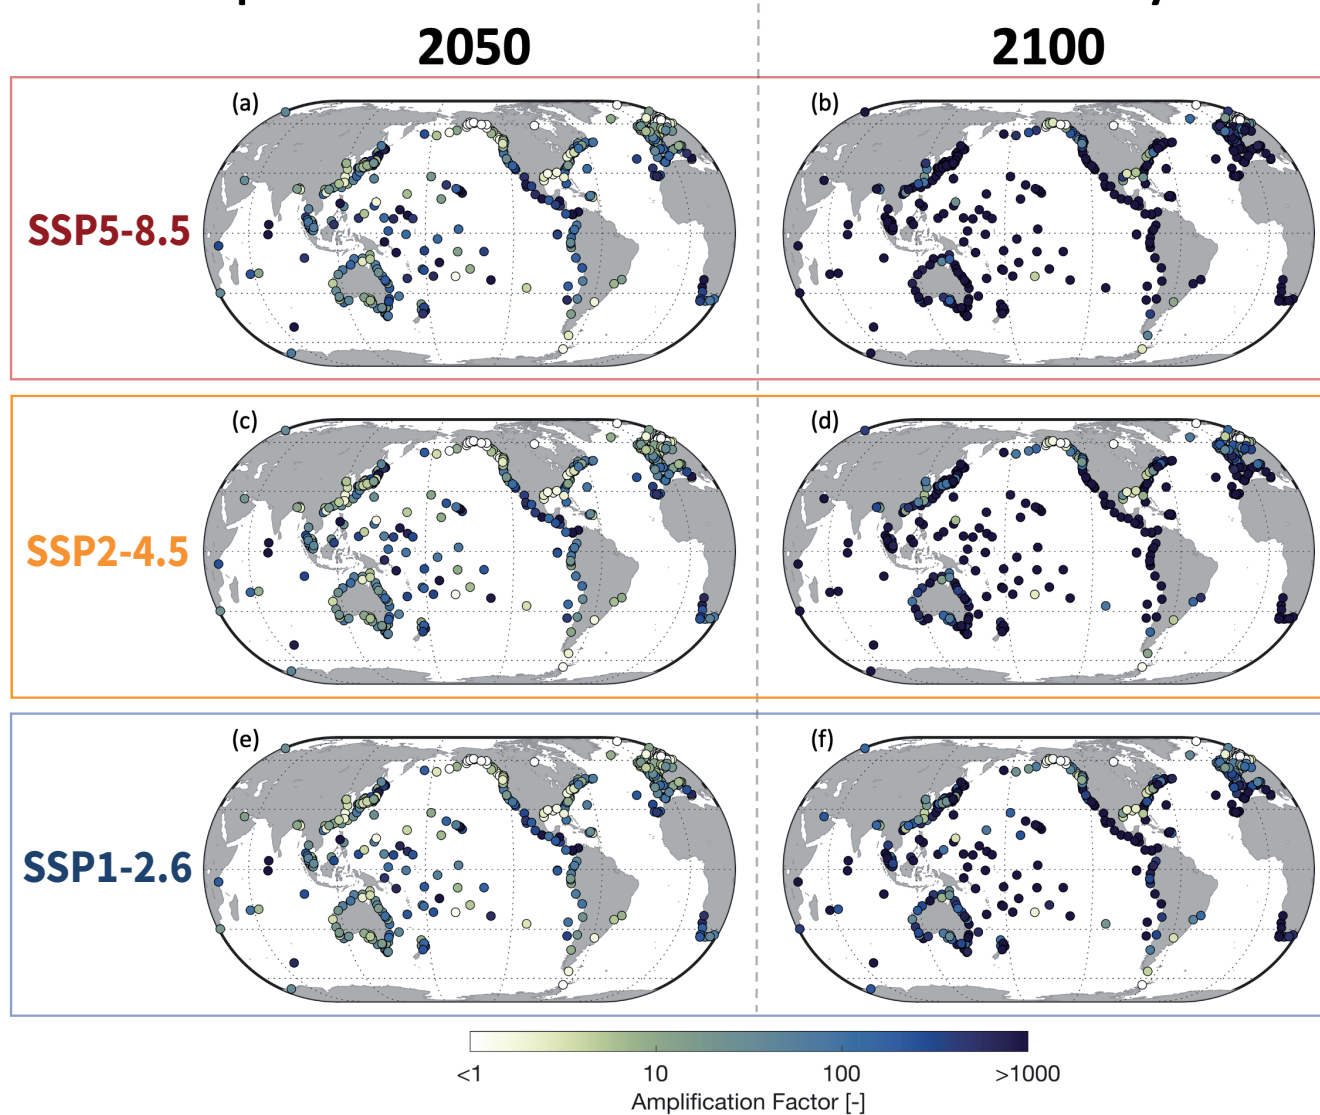 2050 2100
(a) (b)
SSP5-8.5
(c) (d)
SSP2-4.5
(e) (f)
SSP1-2.6
<1 10 100 >1000
Amplification Factor [-]